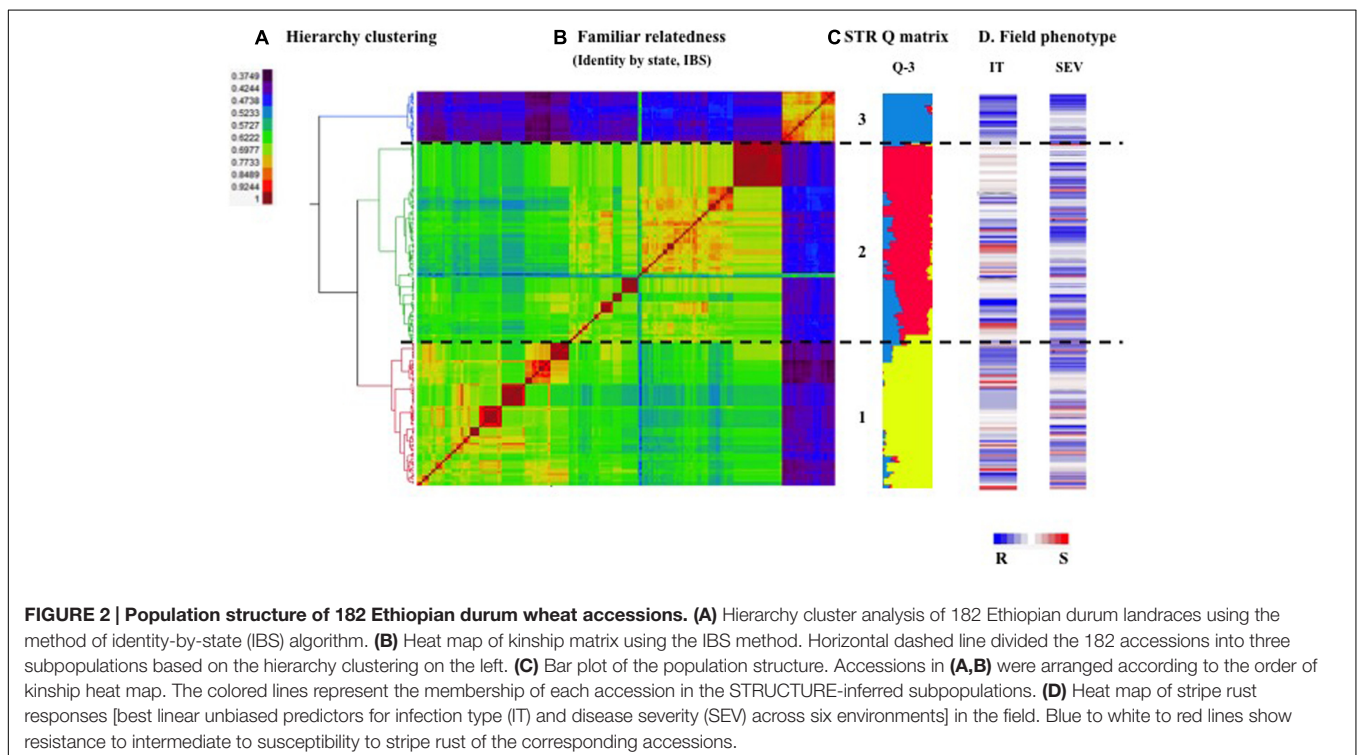 A Hierarchy clustering
B Familiar relatedness
(Identity by state, IBS)
C STR Q matrix
Q-3
D. Field phenotype
IT SEV
0.3749
0.4244
0.4738
0.5233
0.5727
0.6222
0.6977
0.7733
0.8489
0.9244
1
3
2
1
R S
FIGURE 2 | Population structure of 182 Ethiopian durum wheat accessions. (A) Hierarchy cluster analysis of 182 Ethiopian durum landraces using the
method of identity-by-state (IBS) algorithm. (B) Heat map of kinship matrix using the IBS method. Horizontal dashed line divided the 182 accessions into three
subpopulations based on the hierarchy clustering on the left. (C) Bar plot of the population structure. Accessions in (A,B) were arranged according to the order of
kinship heat map. The colored lines represent the membership of each accession in the STRUCTURE-inferred subpopulations. (D) Heat map of stripe rust
responses [best linear unbiased predictors for infection type (IT) and disease severity (SEV) across six environments] in the field. Blue to white to red lines show
resistance to intermediate to susceptibility to stripe rust of the corresponding accessions.